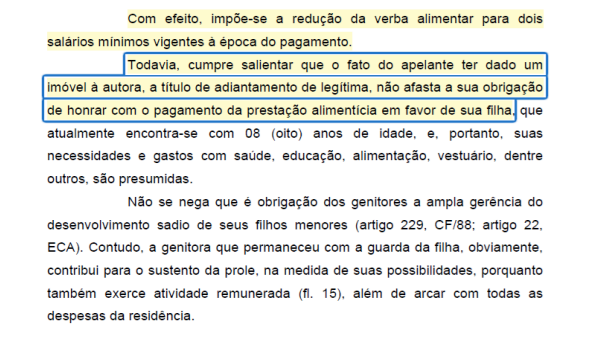 Com efeito, impõe-se a redução da verba alimentar para dois
salários mínimos vigentes à época do pagamento.
Todavia, cumpre salientar que o fato do apelante ter dado um
imóvel à autora, a título de adiantamento de legítima, não afasta a sua obrigação
de honrar com o pagamento da prestação alimentícia em favor de sua filha, que
atualmente encontra-se com 08 (oito) anos de idade, e, portanto, suas
necessidades e gastos com saúde, educação, alimentação, vestuário, dentre
outros, são presumidas.
Não se nega que é obrigação dos genitores a ampla gerência do
desenvolvimento sadio de seus filhos menores (artigo 229, CF/88; artigo 22,
ECA). Contudo, a genitora que permaneceu com a guarda da filha, obviamente,
contribui para o sustento da prole, na medida de suas possibilidades, porquanto
também exerce atividade remunerada (fl. 15), além de arcar com todas as
despesas da residência.